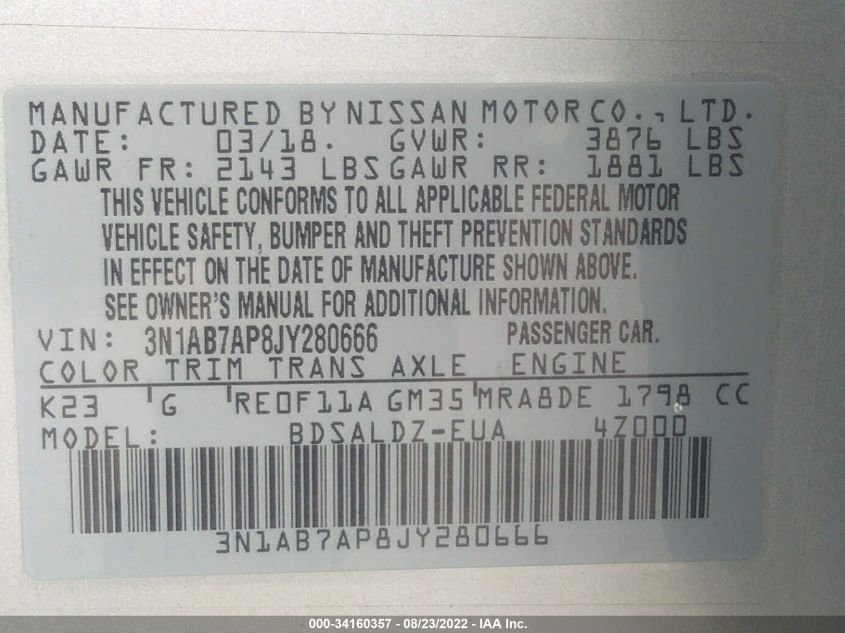 MANUFACTURED BY NISSAN MOTOR CO., LTD.
DATE: 03/18. GVWR: 3876 LBS
GAWR FR: 2143 LBS GAWR RR: 1881 LBS
THIS VEHICLE CONFORMS TO ALL APPLICABLE FEDERAL MOTOR
VEHICLE SAFETY, BUMPER AND THEFT PREVENTION STANDARDS
IN EFFECT ON THE DATE OF MANUFACTURE SHOWN ABOVE.
SEE OWNER'S MANUAL FOR ADDITIONAL INFORMATION.
VIN: 3N1AB7AP8JY280666 PASSENGER CAR.
COLOR TRIM TRANS AXLE ENGINE
K23 G RE0F11A GM35 MRA8DE 1798 CC
MODEL: BDSALDZ-EUA 4Z000
3N1AB7AP8JY280666
000-34160357 - 08/23/2022 - IAA Inc.